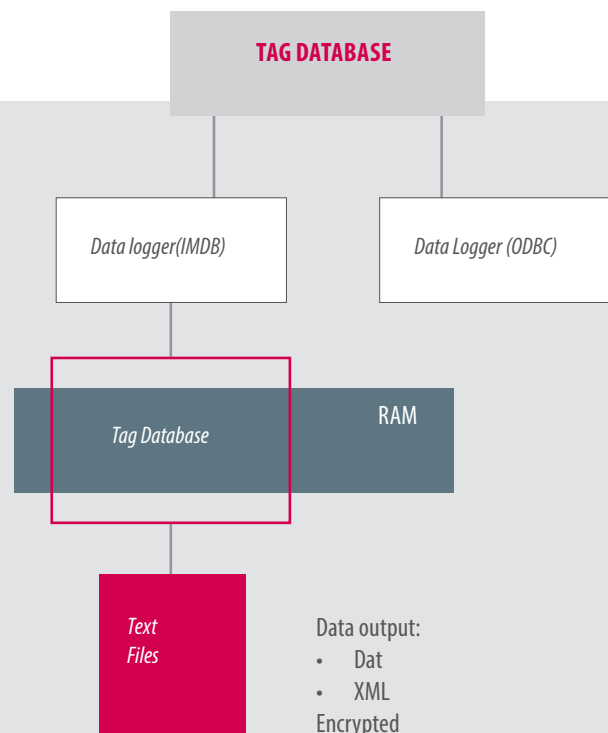 TAG DATABASE
Data logger(IMDB)
Data Logger (ODBC)
RAM
Tag Database
Text
Files
Data output:
• Dat
• XML
Encrypted